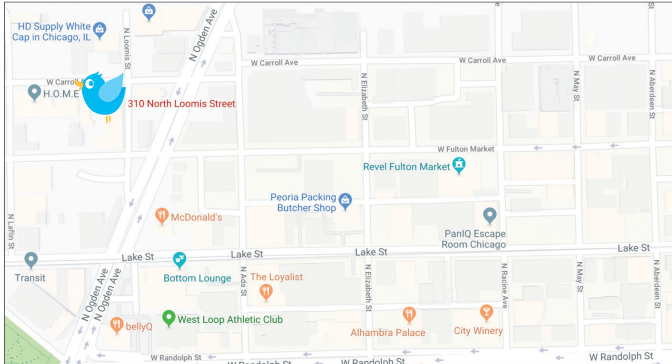 HD Supply White
Cap in Chicago, IL
N Loomis St
N Ogden Ave
W Carroll Ave
W Carroll Ave
W Carroll Av
H.O.M.E
310 North Loomis Street
N Elizabeth St
N May St
N Aberdeen St
St
W Fulton Market
Revel Fulton Market
Peoria Packing
Butcher Shop
McDonald's
PanIQ Escape
Room Chicago
N Laflin St
Lake St
Lake St
Lake St
Transit
Bottom Lounge
N Ogden Ave
N Ogden Ave
The Loyalist
N Ada St
N Elizabeth St
N Racine Ave
N May St
N Aberdeen St
bellyQ
West Loop Athletic Club
Alhambra Palace
City Winery
W Randolph St
W Randolph St
W Randolph St